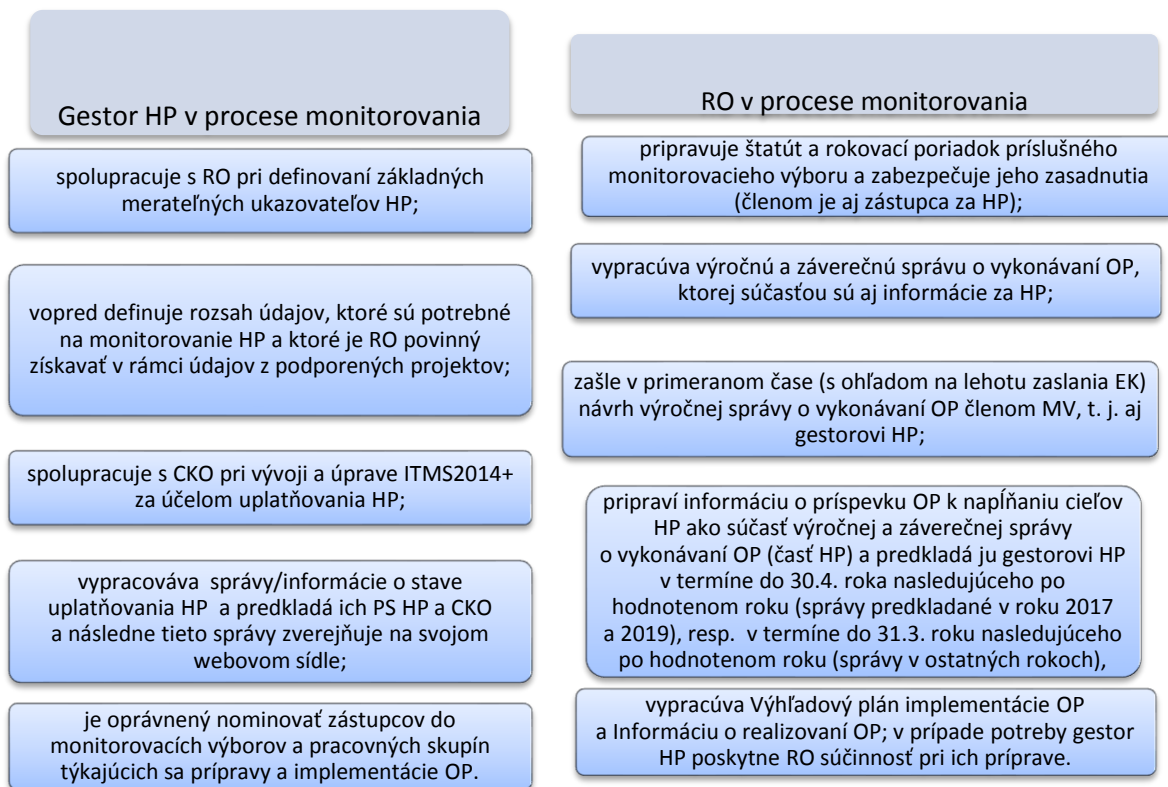 Gestor HP v procese monitorovania
spolupracuje s RO pri definovaní základných
merateľných ukazovateľov HP;
vopred definuje rozsah údajov, ktoré sú potrebné
na monitorovanie HP a ktoré je RO povinný
získavať v rámci údajov z podporených projektov;
spolupracuje s CKO pri vývoji a úprave ITMS2014+
za účelom uplatňovania HP;
vypracováva správy/informácie o stave
uplatňovania HP a predkladá ich PS HP a CKO
a následne tieto správy zverejňuje na svojom
webovom sídle;
je oprávnený nominovať zástupcov do
monitorovacích výborov a pracovných skupín
týkajúcich sa prípravy a implementácie OP.
RO v procese monitorovania
pripravuje štatút a rokovací poriadok príslušného
monitorovacieho výboru a zabezpečuje jeho zasadnutia
(členom je aj zástupca za HP);
vypracúva výročnú a záverečnú správu o vykonávaní OP,
ktorej súčasťou sú aj informácie za HP;
zašle v primeranom čase (s ohľadom na lehotu zaslania EK)
návrh výročnej správy o vykonávaní OP členom MV, t. j. aj
gestorovi HP;
pripraví informáciu o príspevku OP k napĺňaniu cieľov
HP ako súčasť výročnej a záverečnej správy
o vykonávaní OP (časť HP) a predkladá ju gestorovi HP
v termíne do 30.4. roka nasledujúceho po
hodnotenom roku (správy predkladané v roku 2017
a 2019), resp. v termíne do 31.3. roku nasledujúceho
po hodnotenom roku (správy v ostatných rokoch),
vypracúva Výhľadový plán implementácie OP
a Informáciu o realizovaní OP; v prípade potreby gestor
HP poskytne RO súčinnosť pri ich príprave.